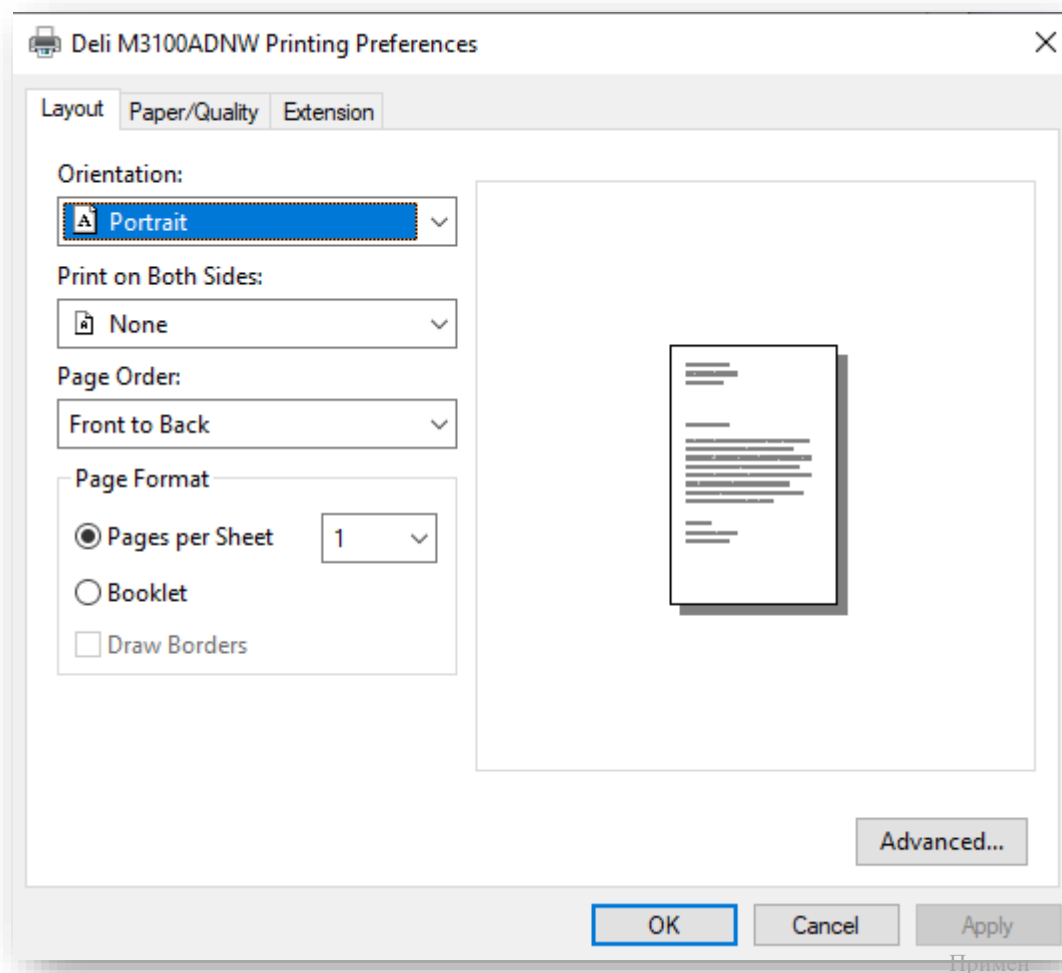 Deli M3100ADNW Printing Preferences
Layout Paper/Quality Extension
Orientation:
Portrait
Print on Both Sides:
None
Page Order:
Front to Back
Page Format
Pages per Sheet 1
Booklet
Draw Borders
Advanced...
OK Cancel Apply
Примен